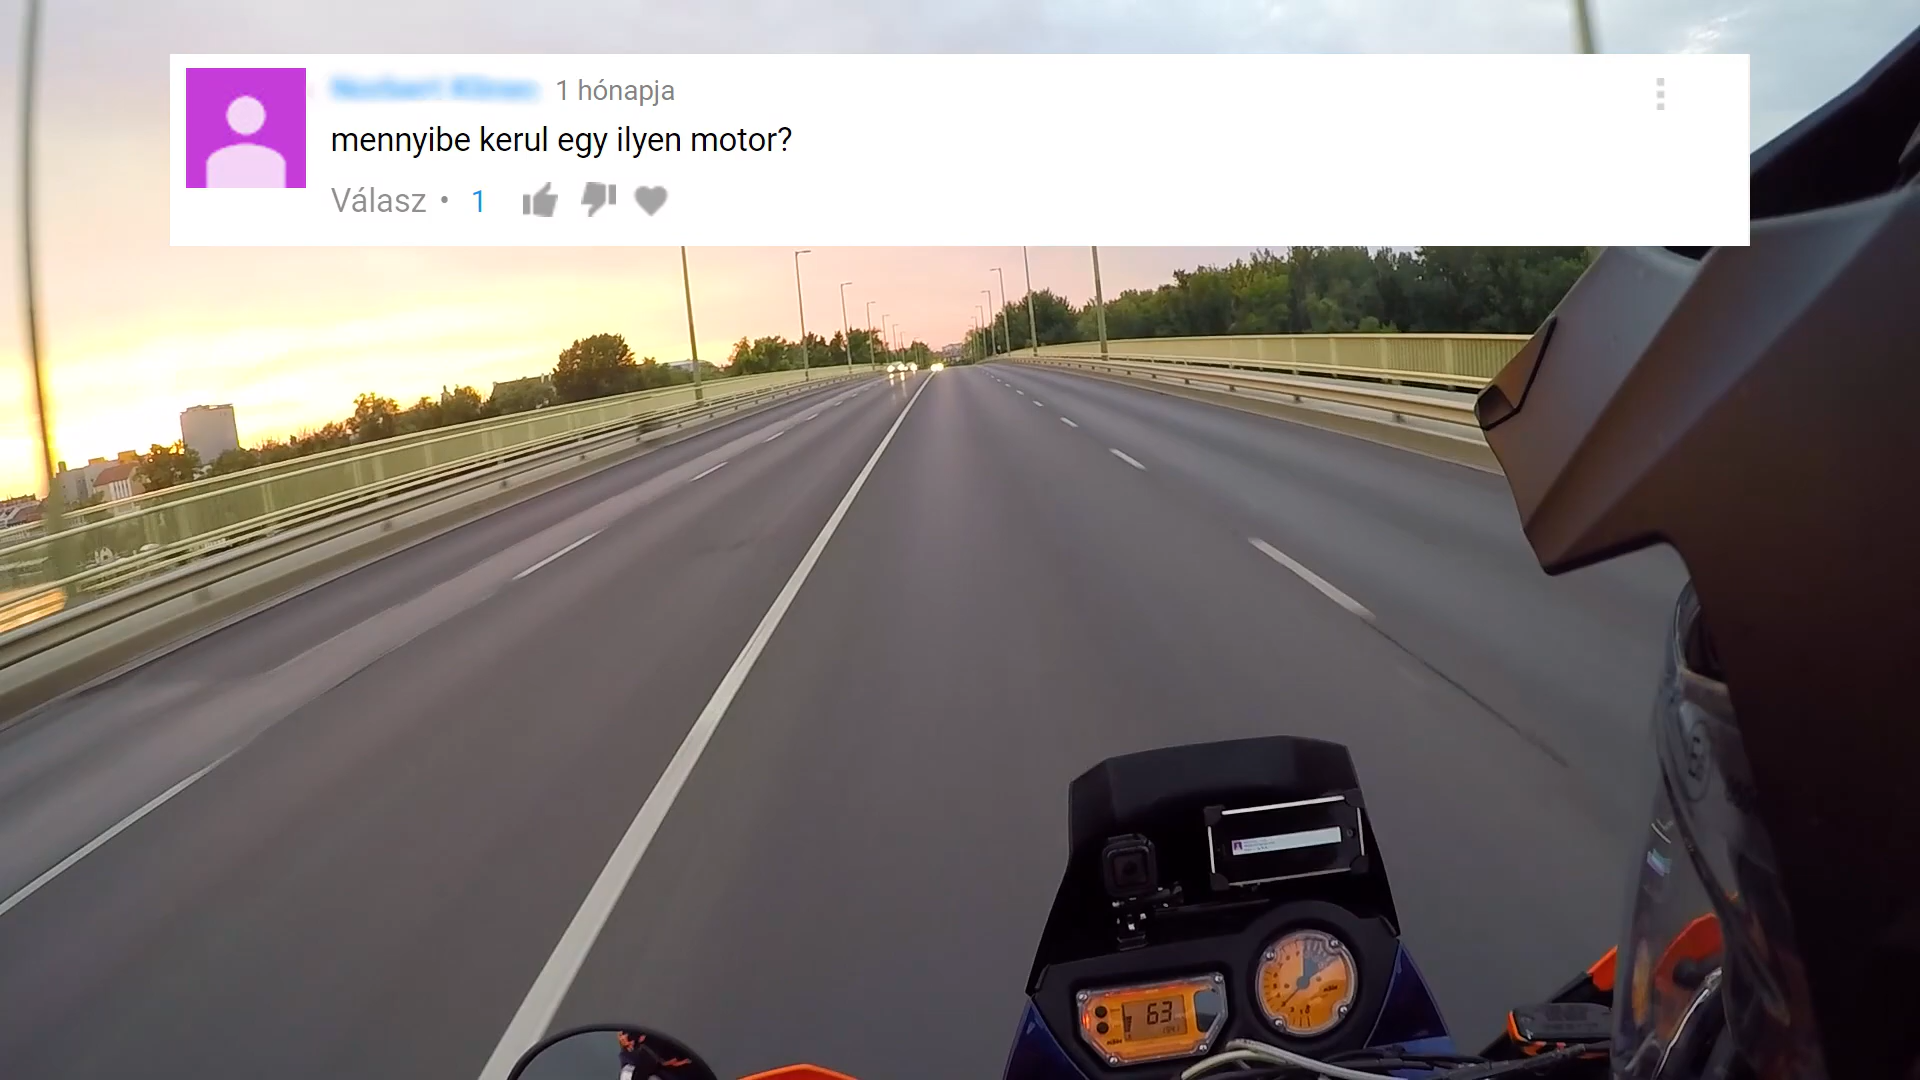 1 hónapja
mennyibe kerul egy ilyen motor?
Válasz • 1
63